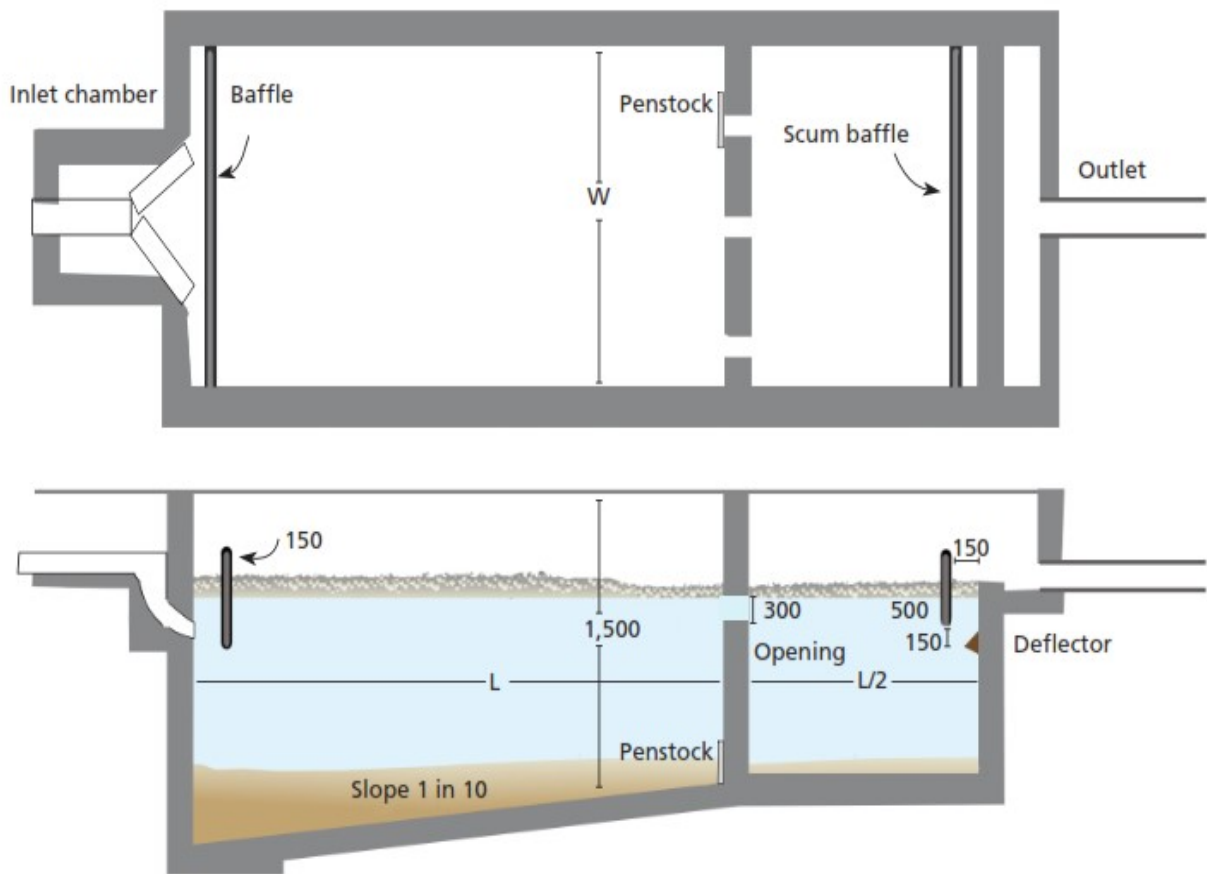 Inlet chamber
Baffle
Penstock
Scum baffle
Outlet
W
150
150
300
500
1,500
150
Opening
Deflector
L
L/2
Penstock
Slope 1 in 10